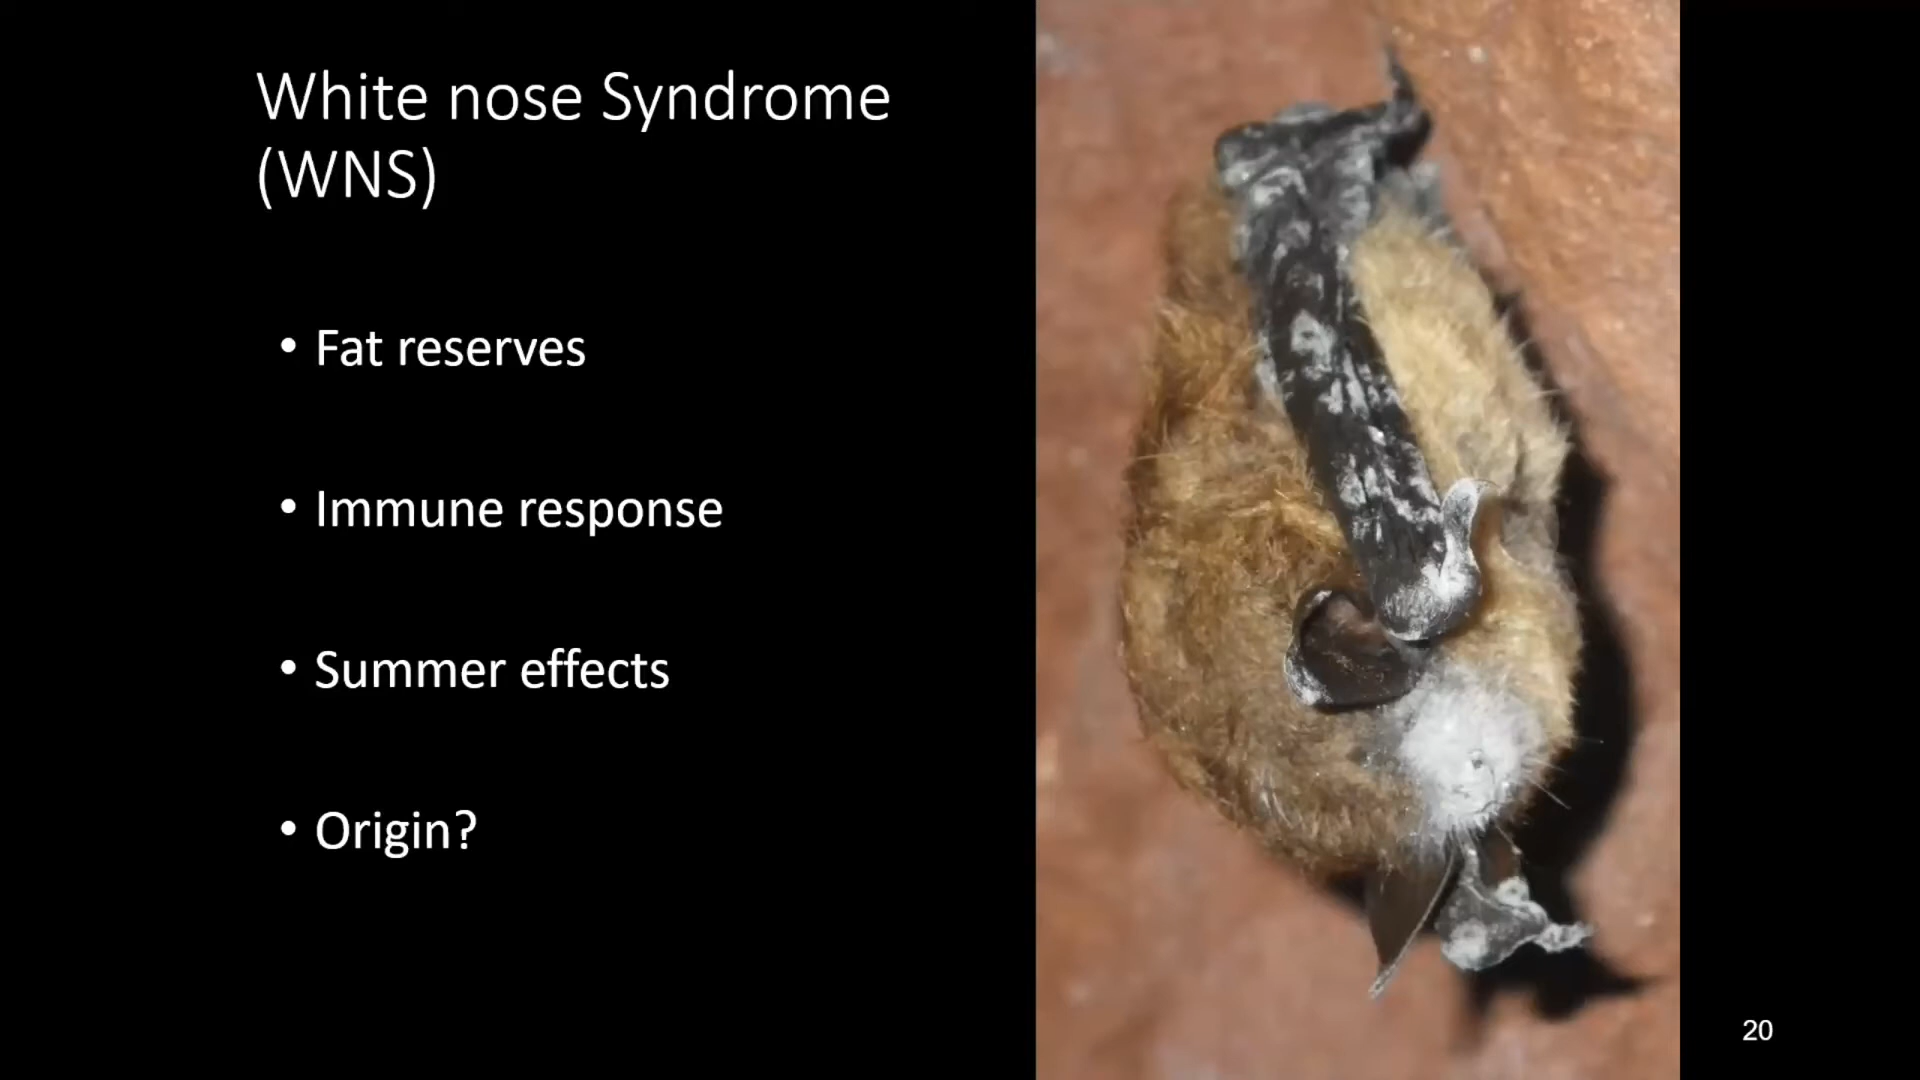 White nose Syndrome
(WNS)
• Fat reserves
• Immune response
• Summer effects
• Origin?
20